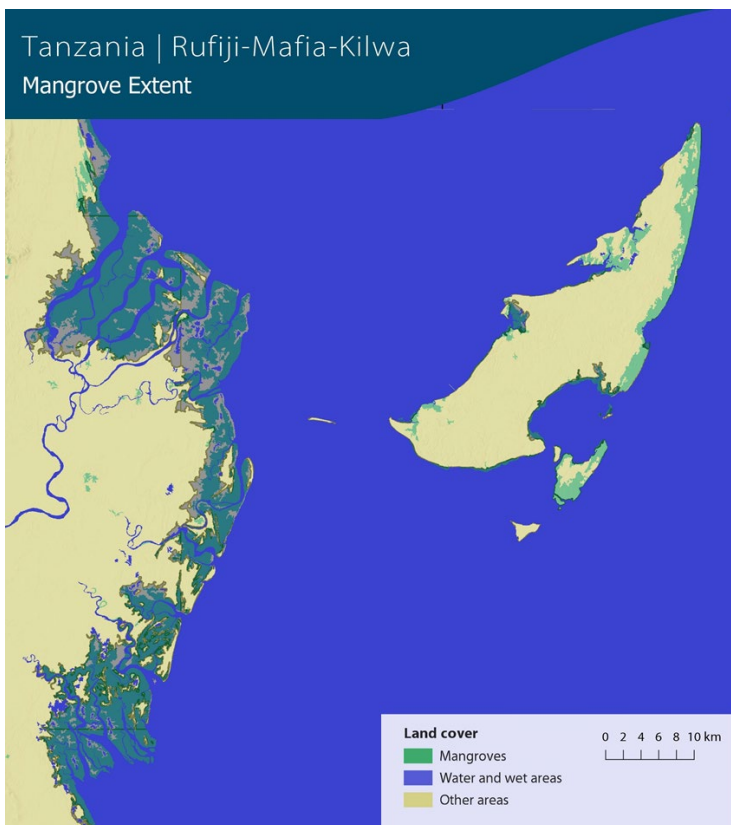 Tanzania | Rufiji-Mafia-Kilwa
Mangrove Extent
Land cover
Mangroves
Water and wet areas
Other areas
0 2 4 6 8 10 km